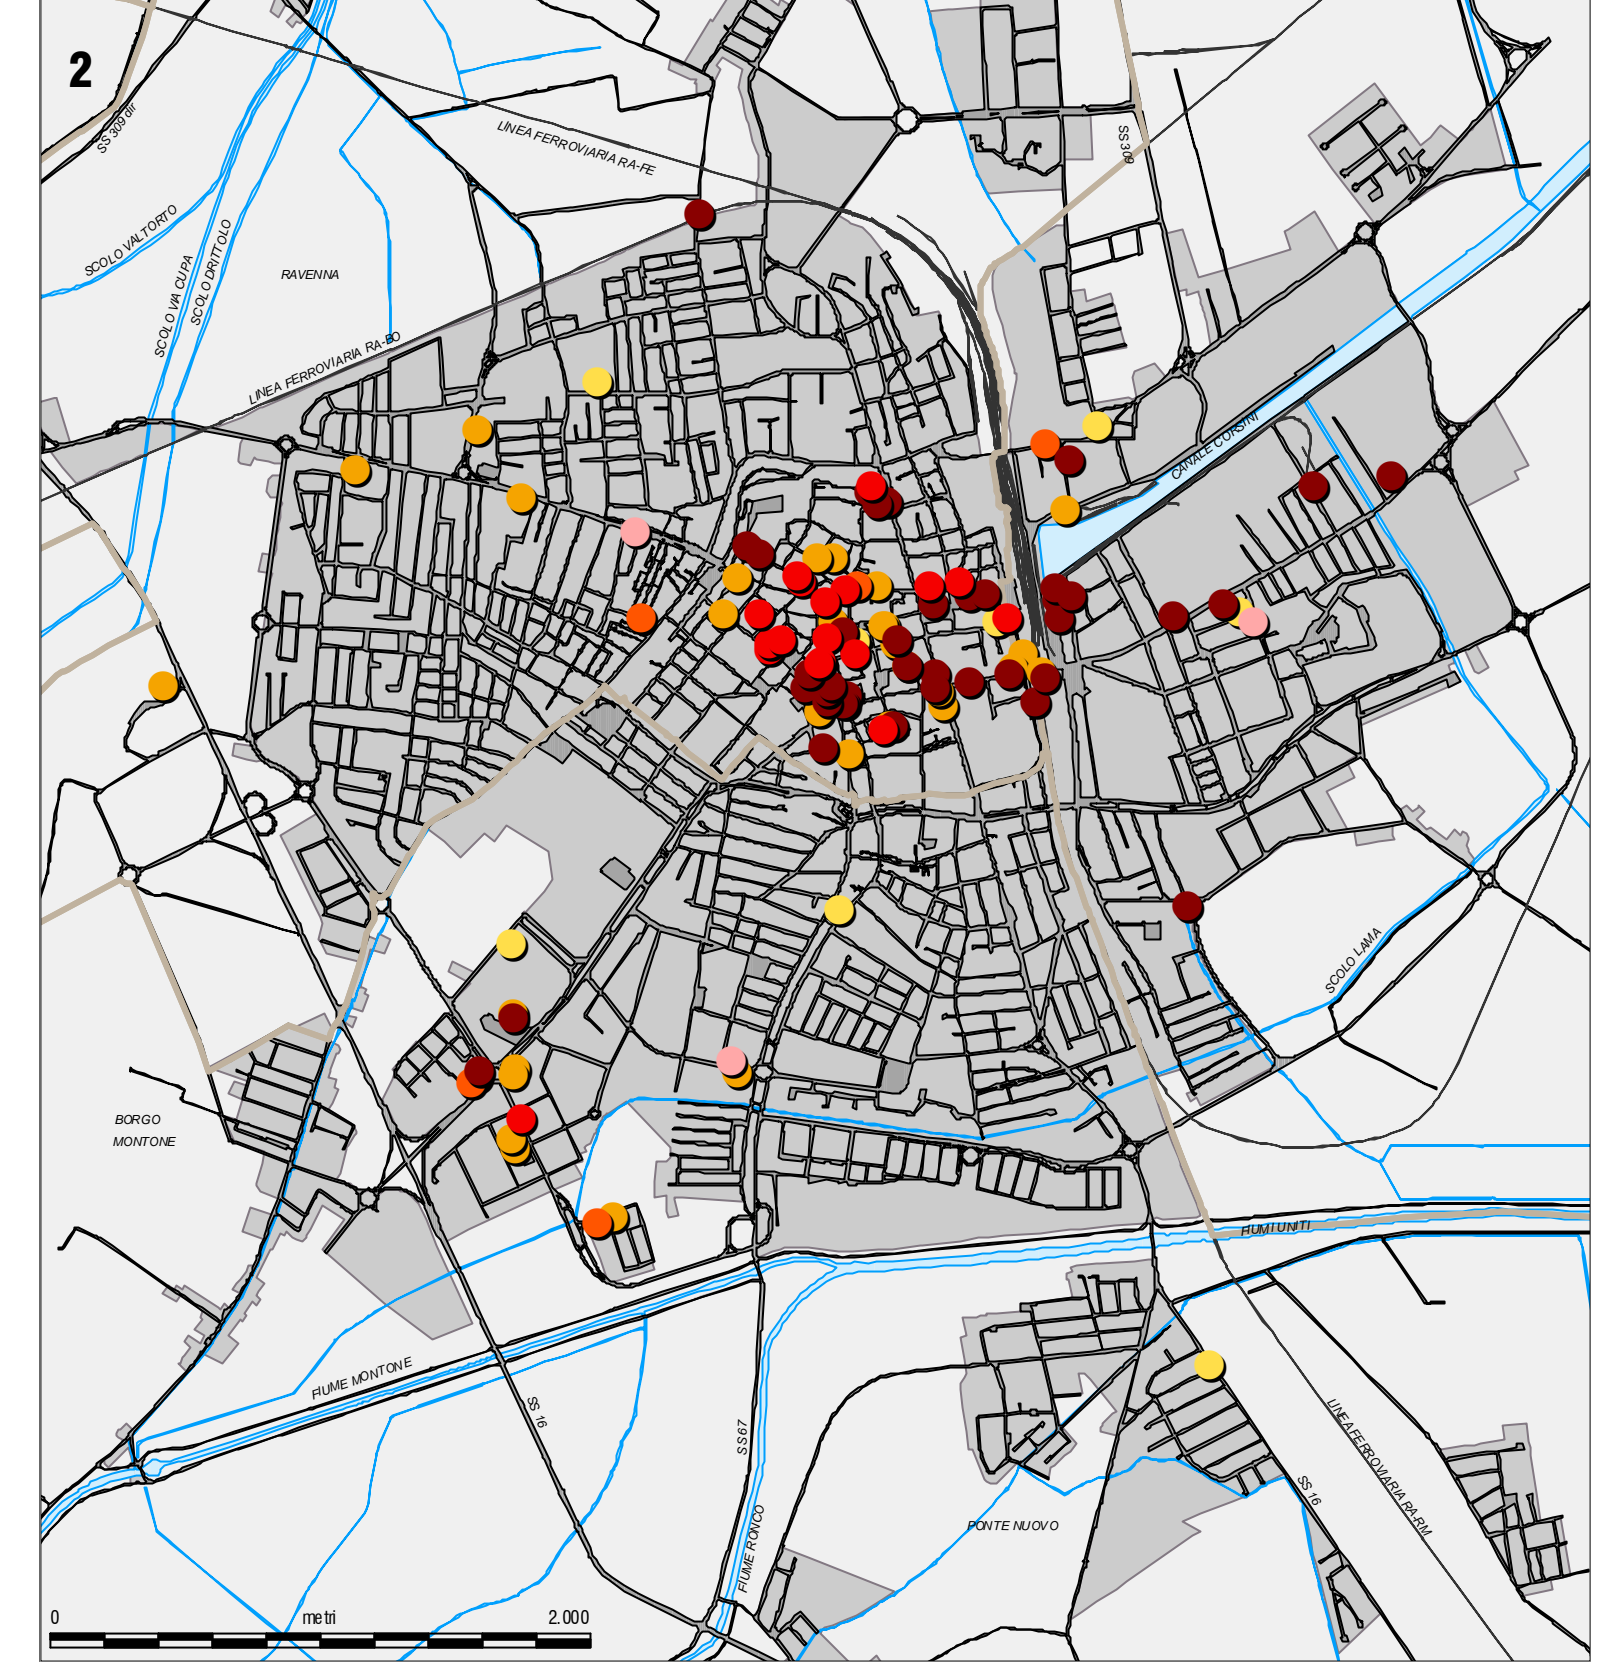 2
SS 309 dir
LINEA FERROVIARIA RA-FE
SS 309
SCOLO VALTORTO
SCOLO VIA CUPA
SCOLO DRITTOLO
RAVENNA
LINEA FERROVIARIA RA-BO
CANALE CORSINI
SCOLO LAMA
BORGO
MONTONE
FIUMI UNITI
FIUME MONTONE
SS 16
SS67
LINEA FERROVIARIA RA-RM
SS 16
PONTE NUOVO
FIUME RONCO
0 metri 2.000